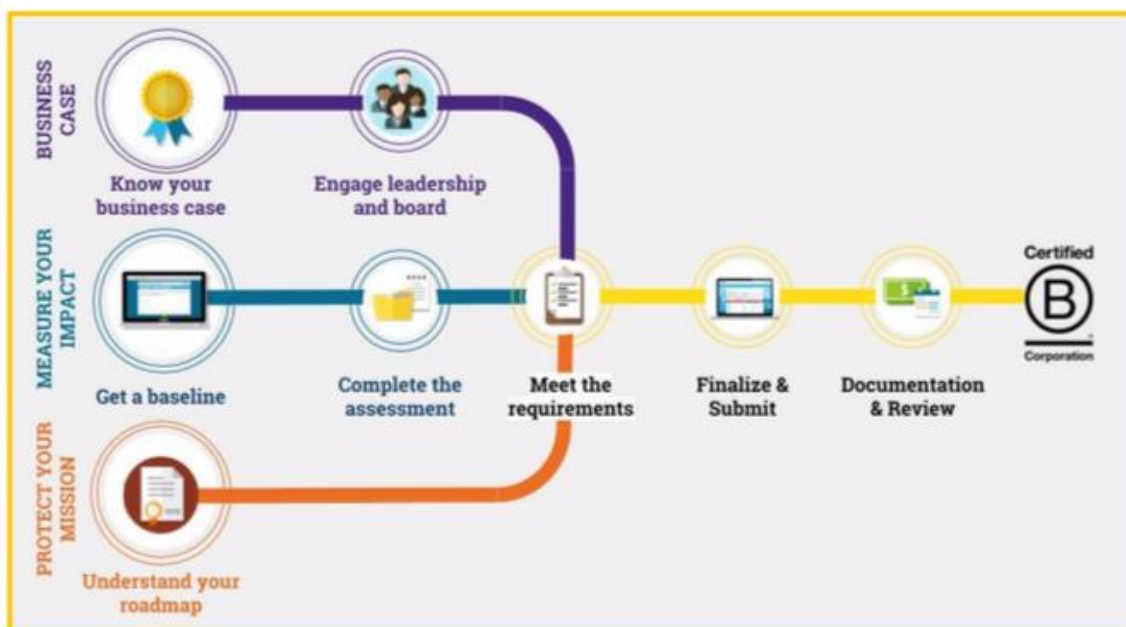 BUSINESS
CASE
Know your
business case
Engage leadership
and board
MEASURE YOUR
IMPACT
Get a baseline
Complete the
assessment
Meet the
requirements
Finalize &
Submit
Documentation
& Review
Certified
B
Corporation
PROTECT YOUR
MISSION
Understand your
roadmap